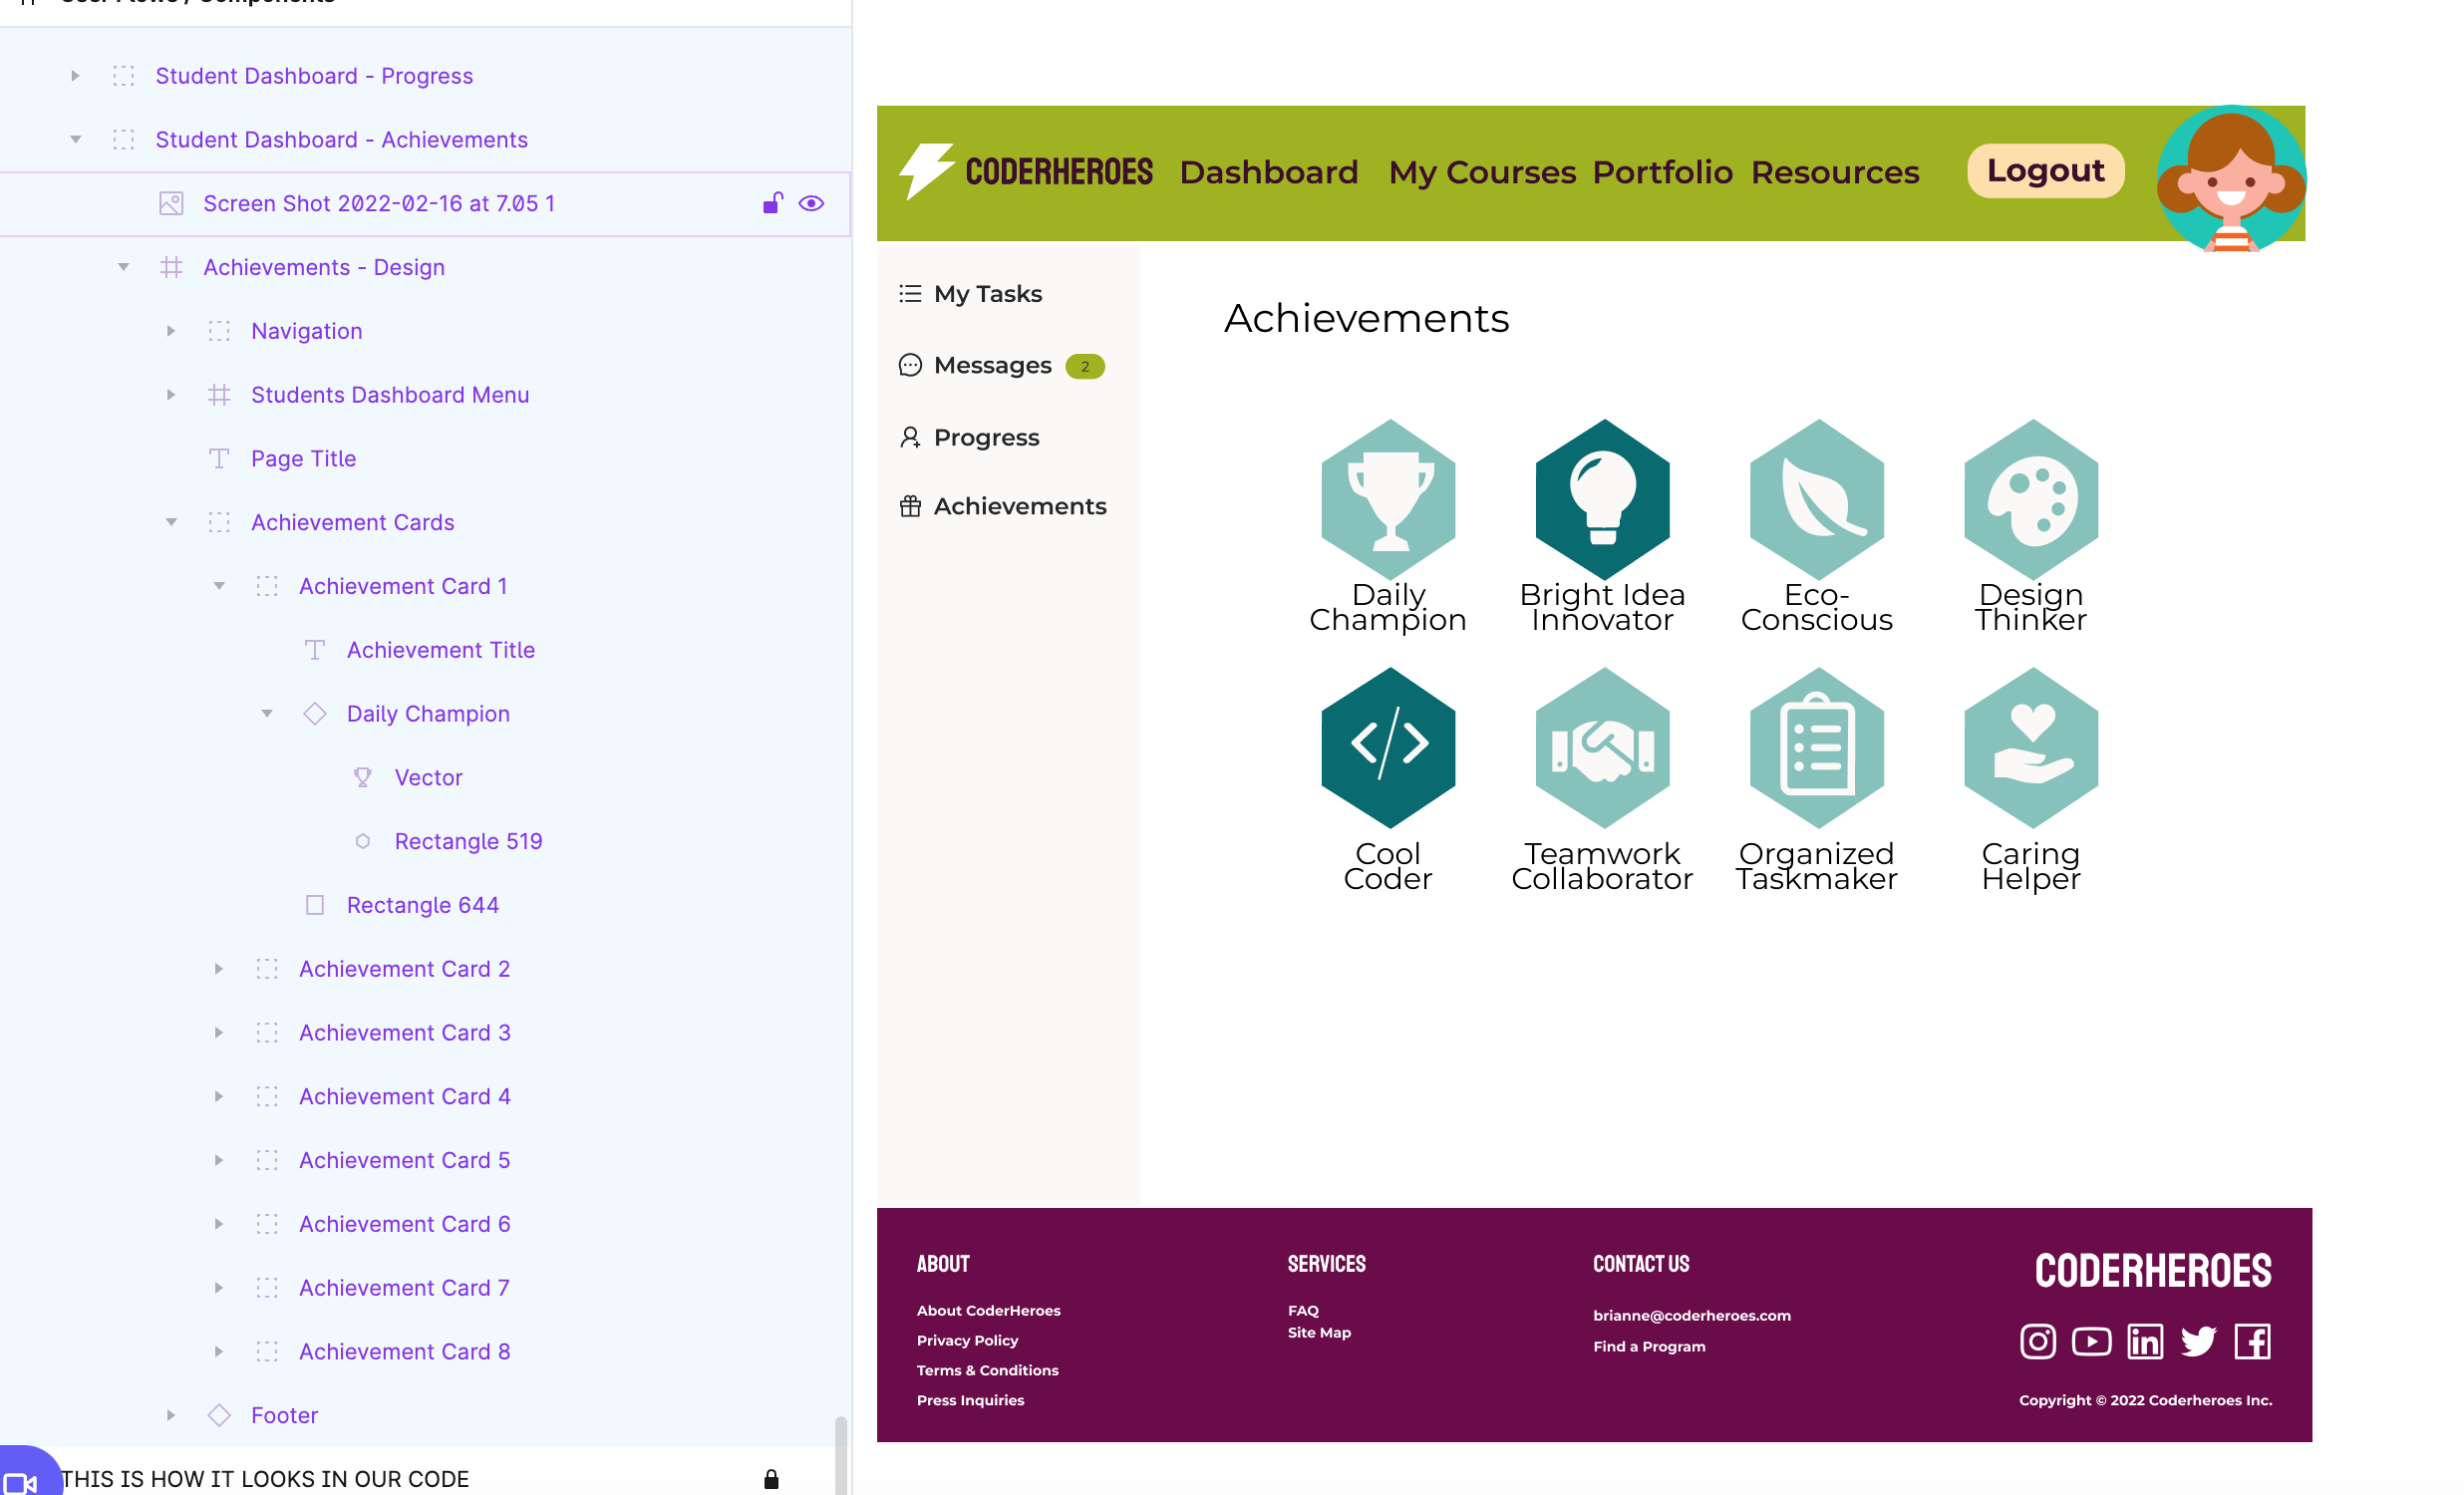 User Flows / Components
Student Dashboard - Progress
Student Dashboard - Achievements
Screen Shot 2022-02-16 at 7.05 1
Achievements - Design
Navigation
Students Dashboard Menu
Page Title
Achievement Cards
Achievement Card 1
Achievement Title
Daily Champion
Vector
Rectangle 519
Rectangle 644
Achievement Card 2
Achievement Card 3
Achievement Card 4
Achievement Card 5
Achievement Card 6
Achievement Card 7
Achievement Card 8
Footer
THIS IS HOW IT LOOKS IN OUR CODE
CODERHEROES Dashboard My Courses Portfolio Resources Logout
My Tasks
Messages 2
Progress
Achievements
Achievements
Daily
Champion
Bright Idea
Innovator
Eco-
Conscious
Design
Thinker
Cool
Coder
Teamwork
Collaborator
Organized
Taskmaker
Caring
Helper
ABOUT
About CoderHeroes
Privacy Policy
Terms & Conditions
Press Inquiries
SERVICES
FAQ
Site Map
CONTACT US
brianne@coderheroes.com
Find a Program
CODERHEROES
Copyright © 2022 Coderheroes Inc.